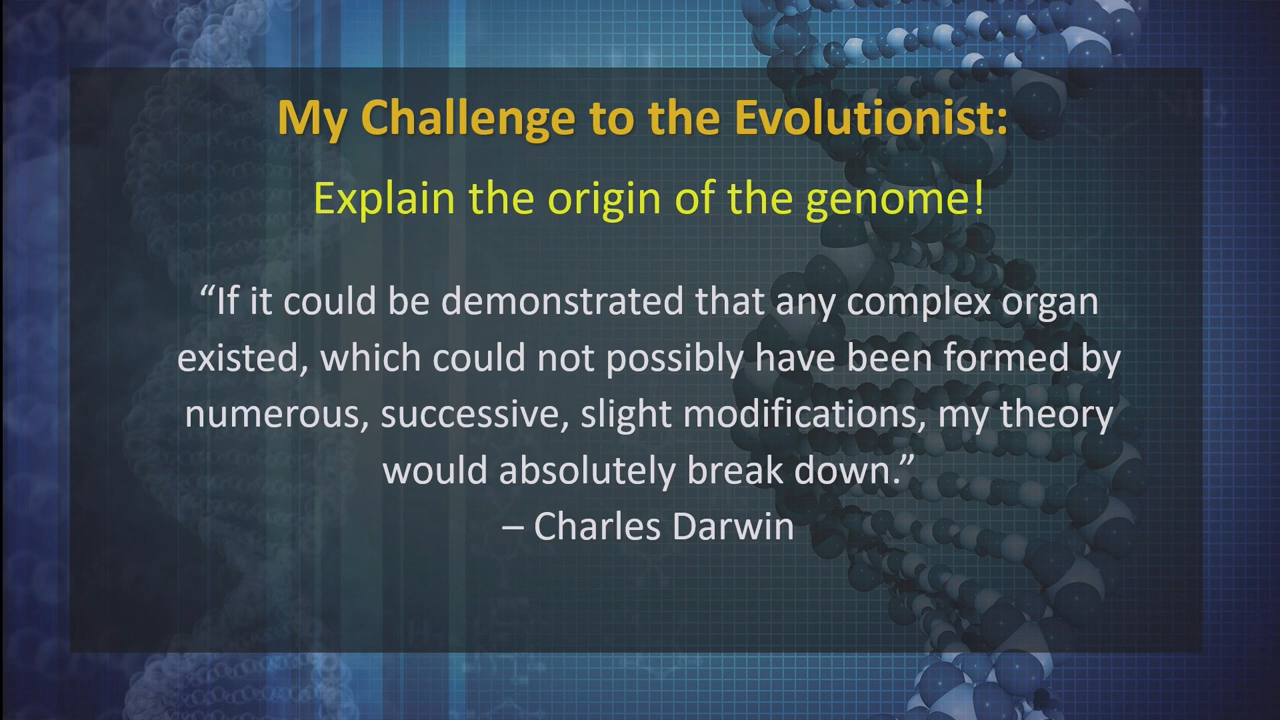 My Challenge to the Evolutionist:
Explain the origin of the genome!
“If it could be demonstrated that any complex organ
existed, which could not possibly have been formed by
numerous, successive, slight modifications, my theory
would absolutely break down.”
– Charles Darwin
NH₂